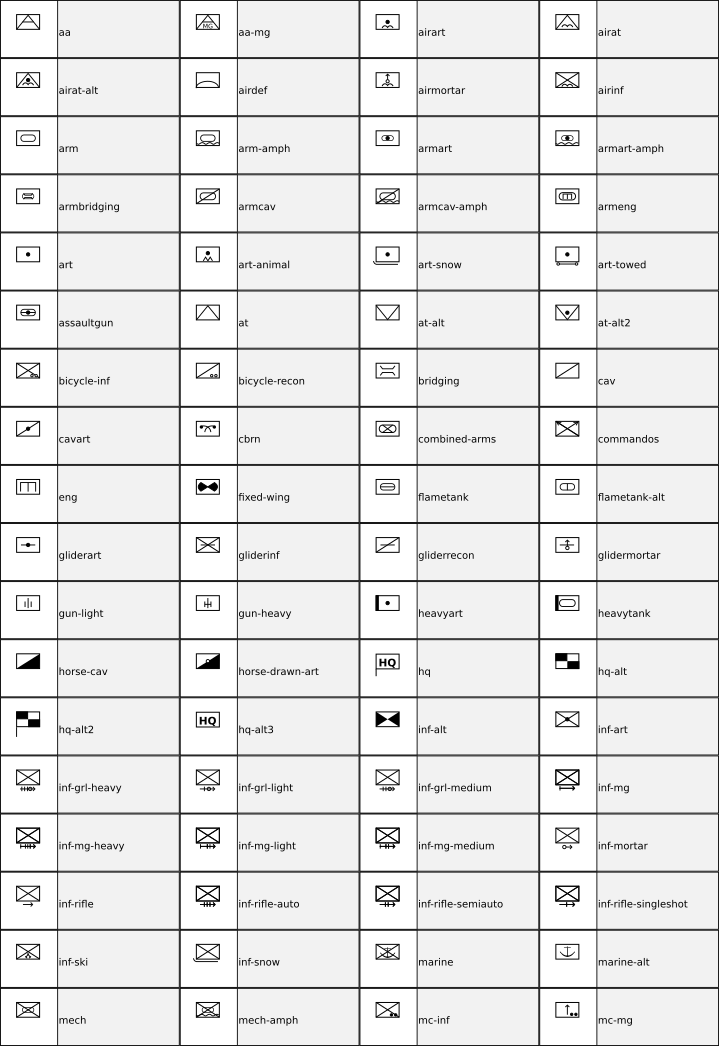 aa
MG
aa-mg
airart
airat
airat-alt
airdef
airmortar
airinf
arm
arm-amph
armart
armart-amph
armbridging
armcav
armcav-amph
armeng
art
art-animal
art-snow
art-towed
assaultgun
at
at-alt
at-alt2
bicycle-inf
bicycle-recon
bridging
cav
cavart
cbrn
combined-arms
commandos
eng
fixed-wing
flametank
flametank-alt
gliderart
gliderinf
gliderrecon
glidermortar
gun-light
gun-heavy
heavyart
heavytank
horse-cav
horse-drawn-art
HQ
hq
hq-alt
hq-alt2
HQ
hq-alt3
inf-alt
inf-art
inf-grl-heavy
inf-grl-light
inf-grl-medium
inf-mg
inf-mg-heavy
inf-mg-light
inf-mg-medium
inf-mortar
inf-rifle
inf-rifle-auto
inf-rifle-semiauto
inf-rifle-singleshot
inf-ski
inf-snow
marine
marine-alt
mech
mech-amph
mc-inf
mc-mg